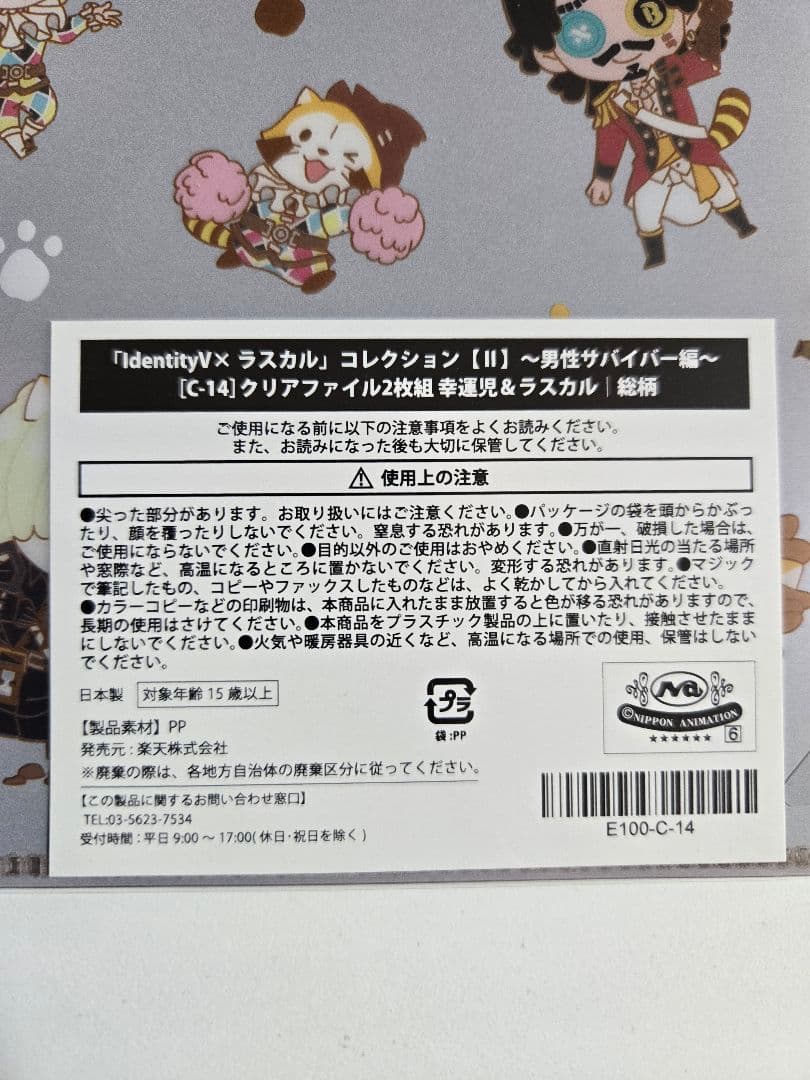 「IdentityV× ラスカル」コレクション【Ⅱ】～男性サバイバー編～
[C-14]クリアファイル2枚組 幸運児&ラスカル│総柄
ご使用になる前に以下の注意事項をよくお読みください。
また、お読みになった後も大切に保管してください。
⚠ 使用上の注意
●尖った部分があります。お取り扱いにはご注意ください。●パッケージの袋を頭からかぶっ
たり、顔を覆ったりしないでください。窒息する恐れがあります。●万が一、破損した場合は、
ご使用にならないでください。●目的以外のご使用はおやめください。●直射日光の当たる場所
や窓際など、高温になるところに置かないでください。変形する恐れがあります。●マジック
で筆記したもの、コピーやファックスしたものなどは、よく乾かしてから入れてください。
●カラーコピーなどの印刷物は、本商品に入れたまま放置すると色が移る恐れがありますので、
長期の使用はさけてください。●本商品をプラスチック製品の上に置いたり、接触させたまま
にしないでください。●火気や暖房器具の近くなど、高温になる場所での使用、保管はしない
でください。
日本製 対象年齢 15 歳以上
【製品素材】PP
発売元：楽天株式会社
※廃棄の際は、各地方自治体の廃棄区分に従ってください。
【この製品に関するお問い合わせ窓口】
TEL:03-5623-7534
受付時間：平日 9:00 ～ 17:00( 休日・祝日を除く )
プラ
袋:PP
Na
©NIPPON ANIMATION
6
E100-C-14
B